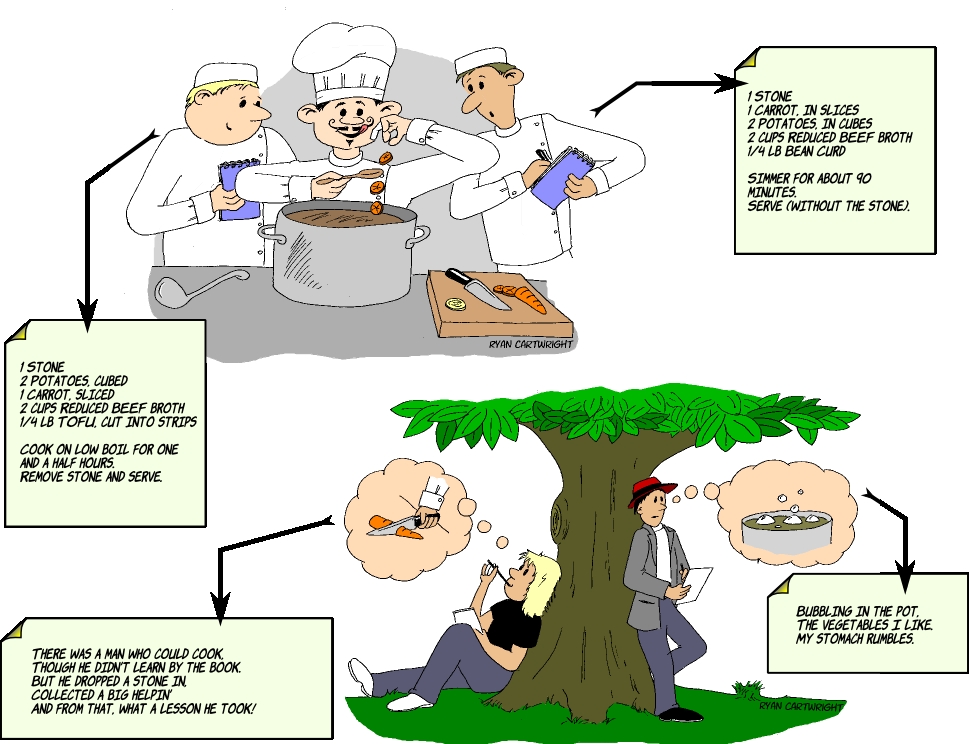 1 STONE
1 CARROT, IN SLICES
2 POTATOES, IN CUBES
2 CUPS REDUCED BEEF BROTH
1/4 LB BEAN CURD
SIMMER FOR ABOUT 90
MINUTES.
SERVE (WITHOUT THE STONE).
RYAN CARTWRIGHT
1 STONE
2 POTATOES, CUBED
1 CARROT, SLICED
2 CUPS REDUCED BEEF BROTH
1/4 LB TOFU, CUT INTO STRIPS
COOK ON LOW BOIL FOR ONE
AND A HALF HOURS.
REMOVE STONE AND SERVE.
BUBBLING IN THE POT,
THE VEGETABLES I LIKE.
MY STOMACH RUMBLES.
THERE WAS A MAN WHO COULD COOK,
THOUGH HE DIDN'T LEARN BY THE BOOK.
BUT HE DROPPED A STONE IN,
COLLECTED A BIG HELPIN'
AND FROM THAT, WHAT A LESSON HE TOOK!
RYAN CARTWRIGHT